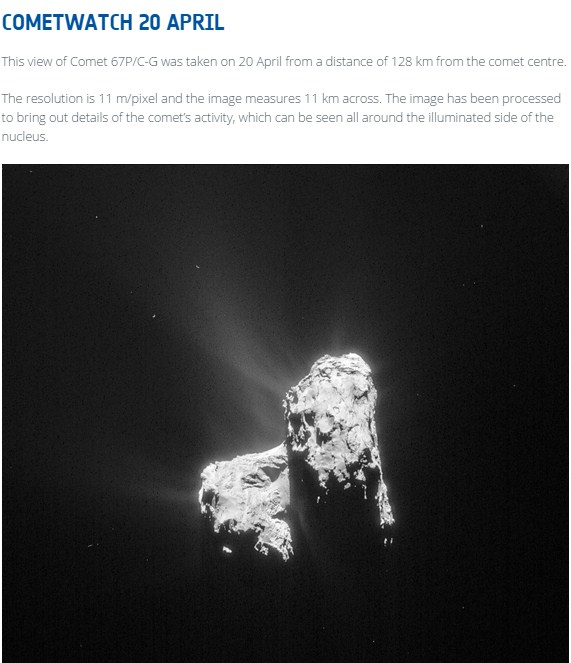 COMETWATCH 20 APRIL
This view of Comet 67P/C-G was taken on 20 April from a distance of 128 km from the comet centre.
The resolution is 11 m/pixel and the image measures 11 km across. The image has been processed
to bring out details of the comet's activity, which can be seen all around the illuminated side of the
nucleus.